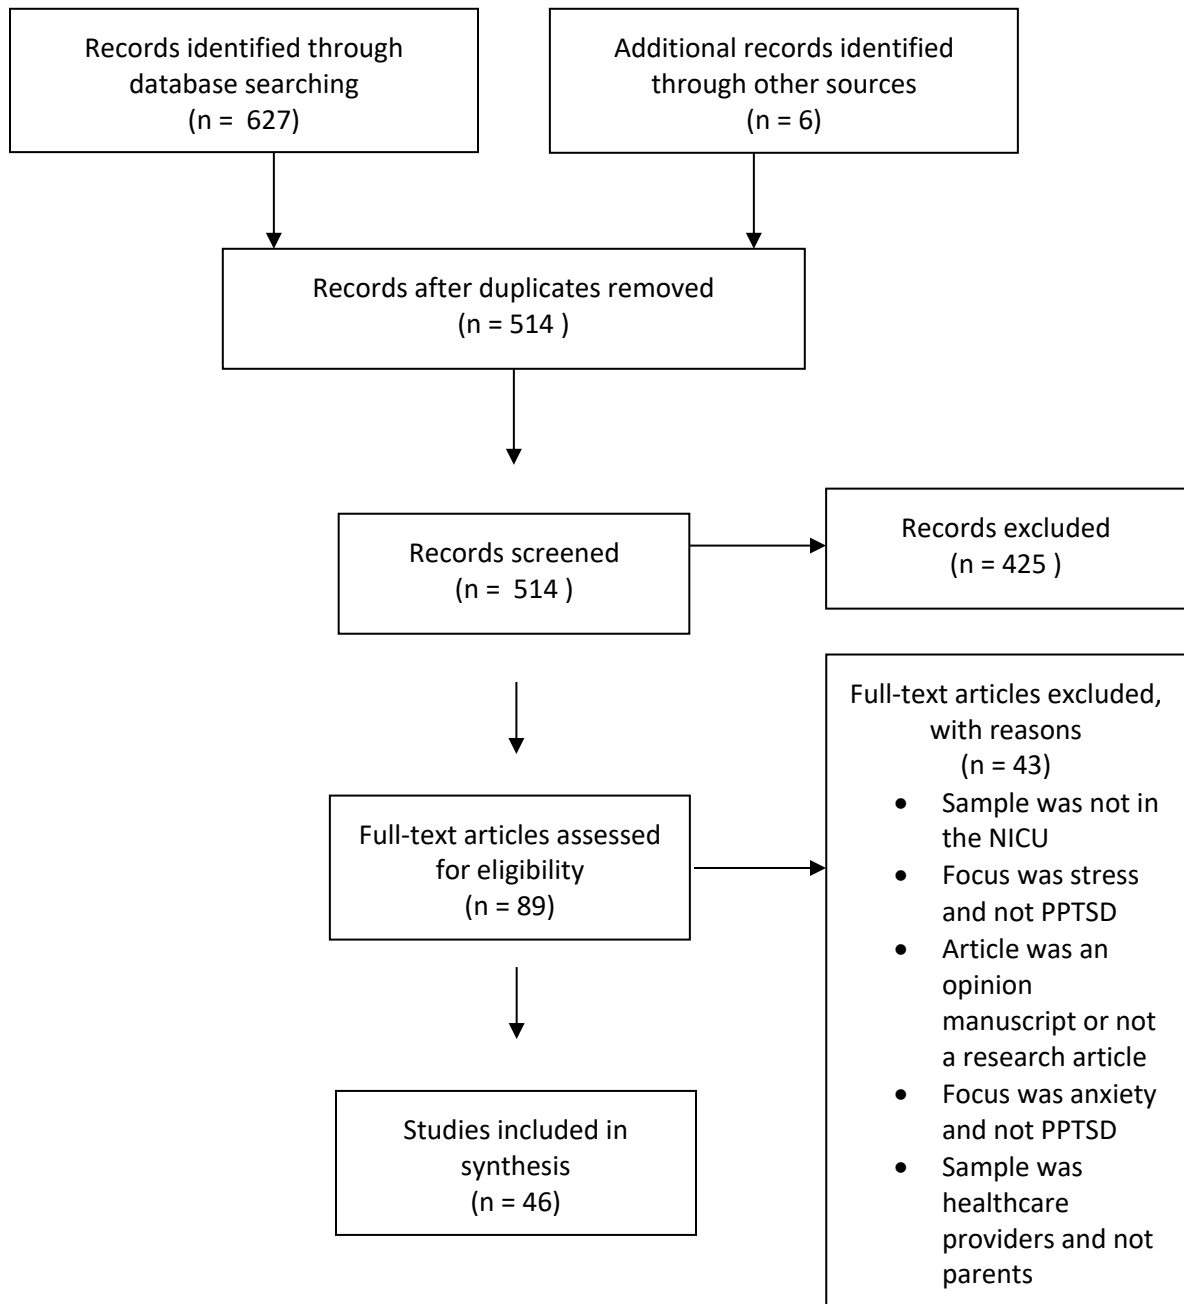 Records identified through
database searching
(n =  627)
Additional records identified
through other sources
(n = 6)
Records after duplicates removed
(n = 514 )
Records screened
(n =  514 )
Records excluded
(n = 425 )
Full-text articles assessed
for eligibility
(n = 89)
Full-text articles excluded,
with reasons
(n = 43)
• Sample was not in
the NICU
• Focus was stress
and not PPTSD
• Article was an
opinion
manuscript or not
a research article
• Focus was anxiety
and not PPTSD
• Sample was
healthcare
providers and not
parents
Studies included in
synthesis
(n = 46)